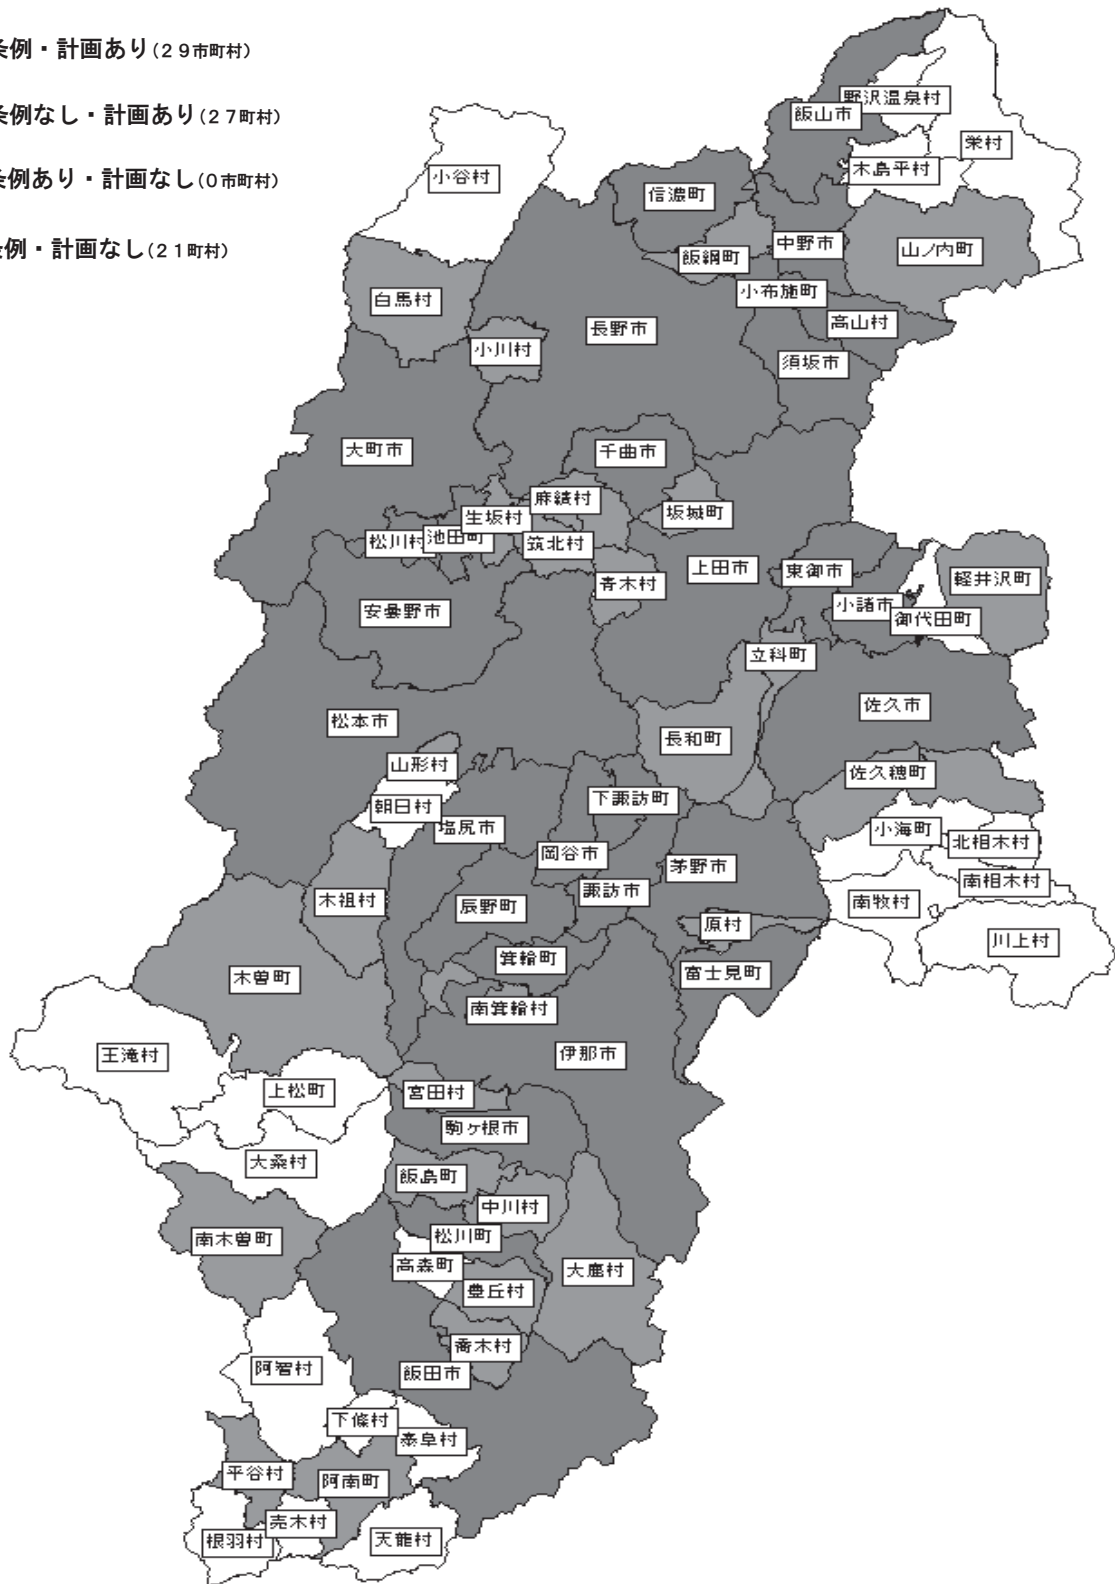 条例・計画あり(29市町村)
条例なし・計画あり(27町村)
条例あり・計画なし(0市町村)
条例・計画なし(21町村)
野沢温泉村
飯山市
栄村
木島平村
小谷村
信濃町
中野市
山ノ内町
飯綱町
小布施町
白馬村
高山村
長野市
小川村
須坂市
大町市
千曲市
麻績村
坂城町
生坂村
池田町
松川村
筑北村
上田市
東御市
軽井沢町
青木村
小諸市
安曇野市
御代田町
立科町
佐久市
松本市
長和町
山形村
佐久穂町
下諏訪町
朝日村
塩尻市
小海町
北相木村
岡谷市
茅野市
南相木村
諏訪市
木祖村
辰野町
南牧村
原村
川上村
箕輪町
富士見町
木曽町
南箕輪村
伊那市
王滝村
上松町
宮田村
駒ヶ根市
大桑村
飯島町
中川村
松川町
南木曽町
高森町
大鹿村
豊丘村
喬木村
阿智村
飯田市
下條村
泰阜村
平谷村
阿南町
売木村
根羽村
天龍村